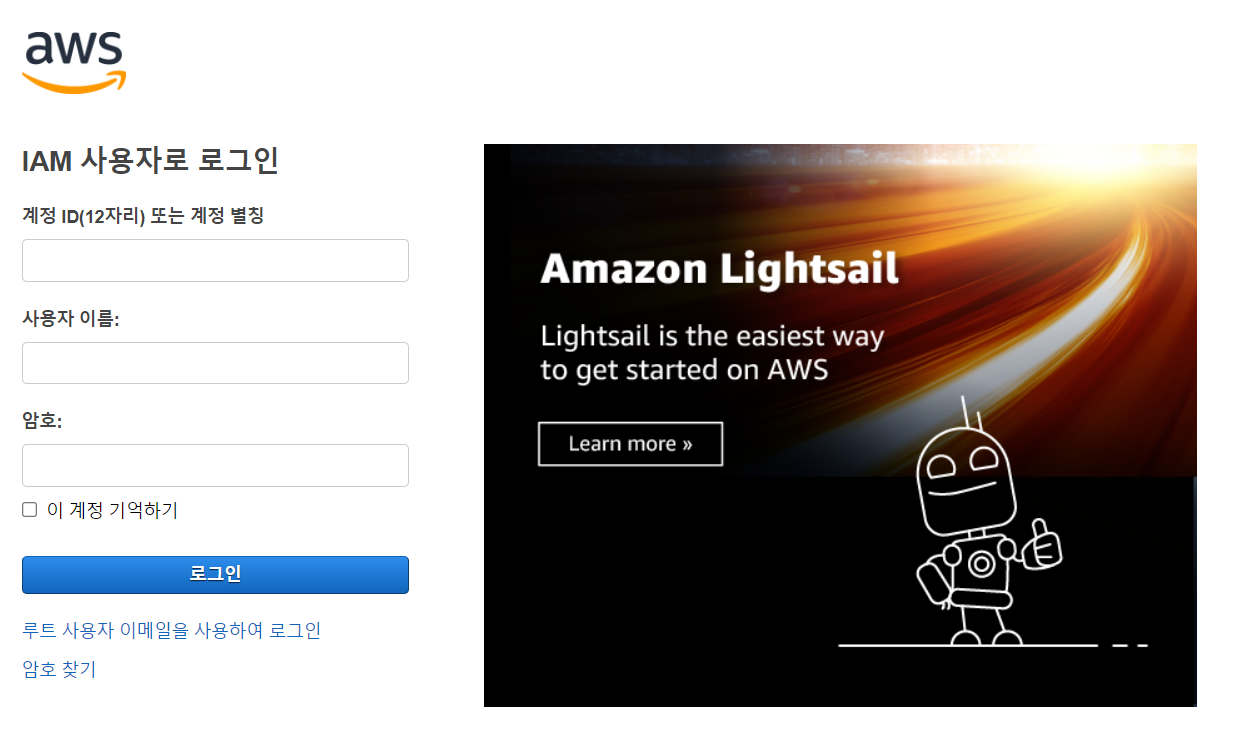 aws
IAM 사용자로 로그인
계정 ID(12자리) 또는 계정 별칭
사용자 이름:
암호:
이 계정 기억하기
로그인
루트 사용자 이메일을 사용하여 로그인
암호 찾기
Amazon Lightsail
Lightsail is the easiest way
to get started on AWS
Learn more »